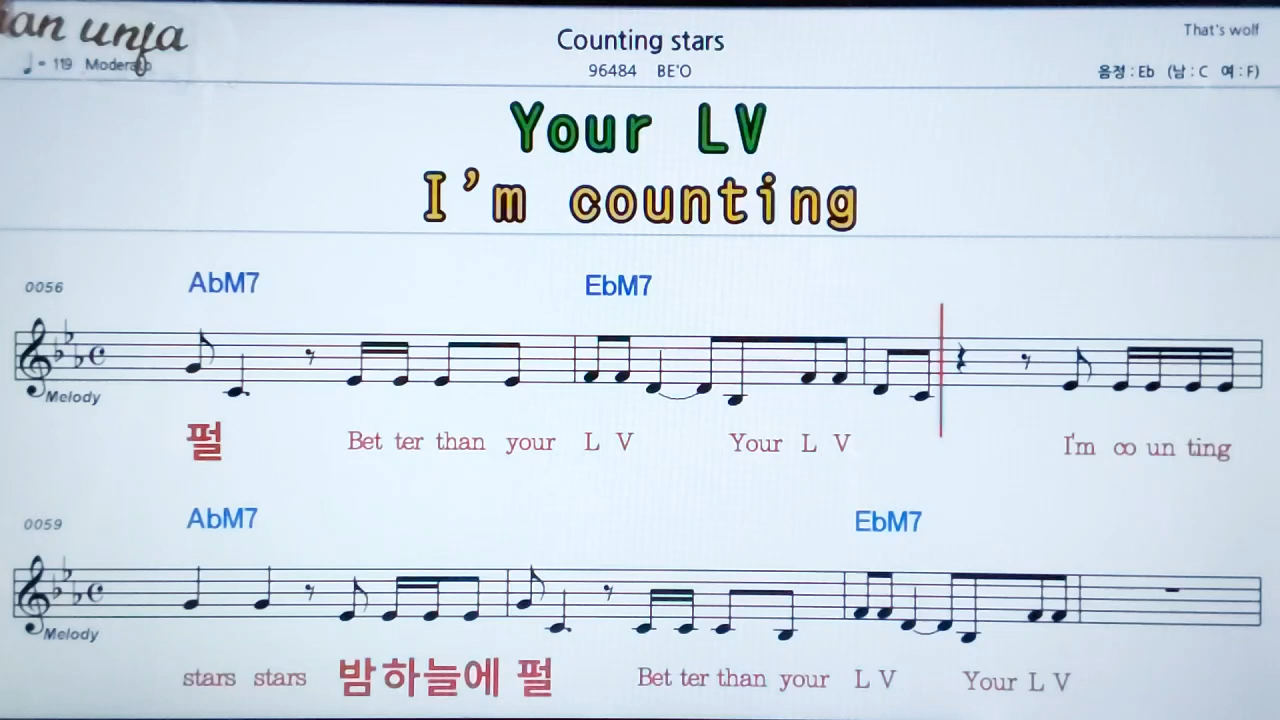 an unja
♩= 119 Moderato
Counting stars
96484 BE'O
That's wolf
음정 : Eb (남 : C 여 : F)
Your LV
I'm counting
0056 AbM7 EbM7
Melody
펄 Bet ter than your L V Your L V I'm co un ting
0059 AbM7 EbM7
Melody
stars stars 밤하늘에 펄 Bet ter than your L V Your L V